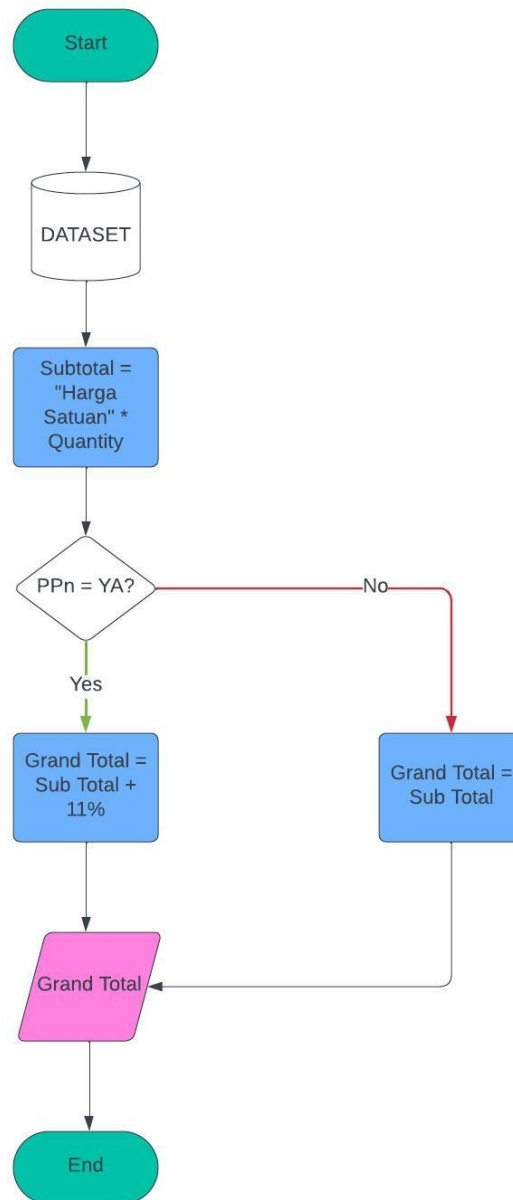 Start
DATASET
Subtotal =
"Harga
Satuan" *
Quantity
PPn = YA?
No
Yes
Grand Total =
Sub Total +
11%
Grand Total =
Sub Total
Grand Total
End